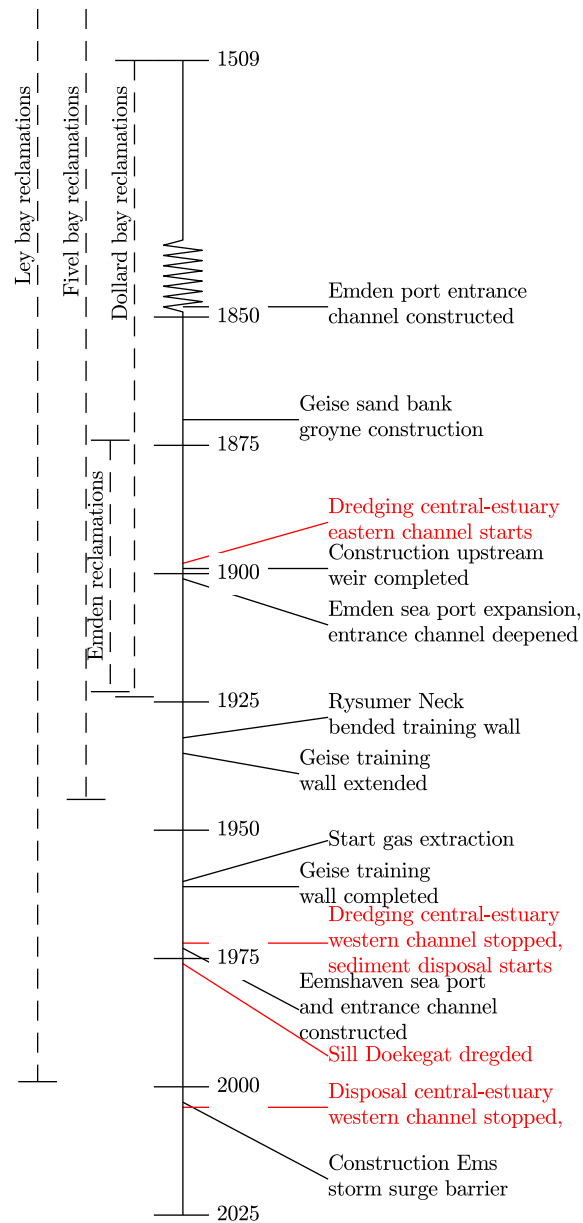 Ley bay reclamations
Fivel bay reclamations
Dollard bay reclamations
Emden reclamations
1509
Emden port entrance
channel constructed
1850
Geise sand bank
groyne construction
1875
Dredging central-estuary
eastern channel starts
Construction upstream
weir completed
1900
Emden sea port expansion,
entrance channel deepened
1925
Rysumer Neck
bended training wall
Geise training
wall extended
1950
Start gas extraction
Geise training
wall completed
Dredging central-estuary
western channel stopped,
sediment disposal starts
1975
Eemshaven sea port
and entrance channel
constructed
Sill Doekegat dregded
2000
Disposal central-estuary
western channel stopped,
Construction Ems
storm surge barrier
2025